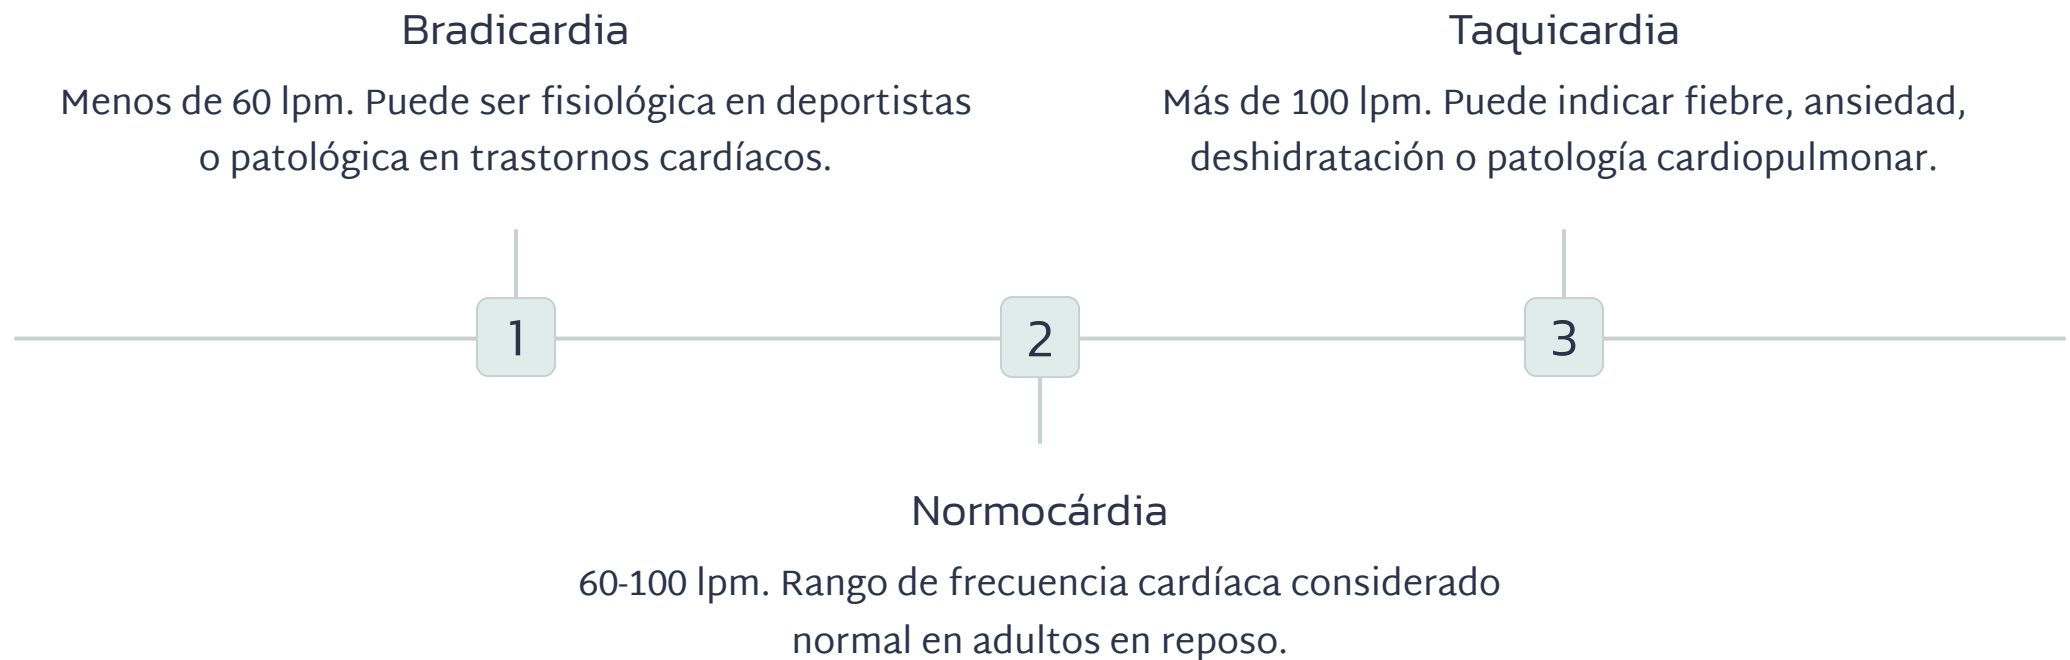 Bradicardia
Menos de 60 lpm. Puede ser fisiológica en deportistas
o patológica en trastornos cardíacos.
Taquicardia
Más de 100 lpm. Puede indicar fiebre, ansiedad,
deshidratación o patología cardiopulmonar.
1
2
3
Normocárdia
60-100 lpm. Rango de frecuencia cardíaca considerado
normal en adultos en reposo.